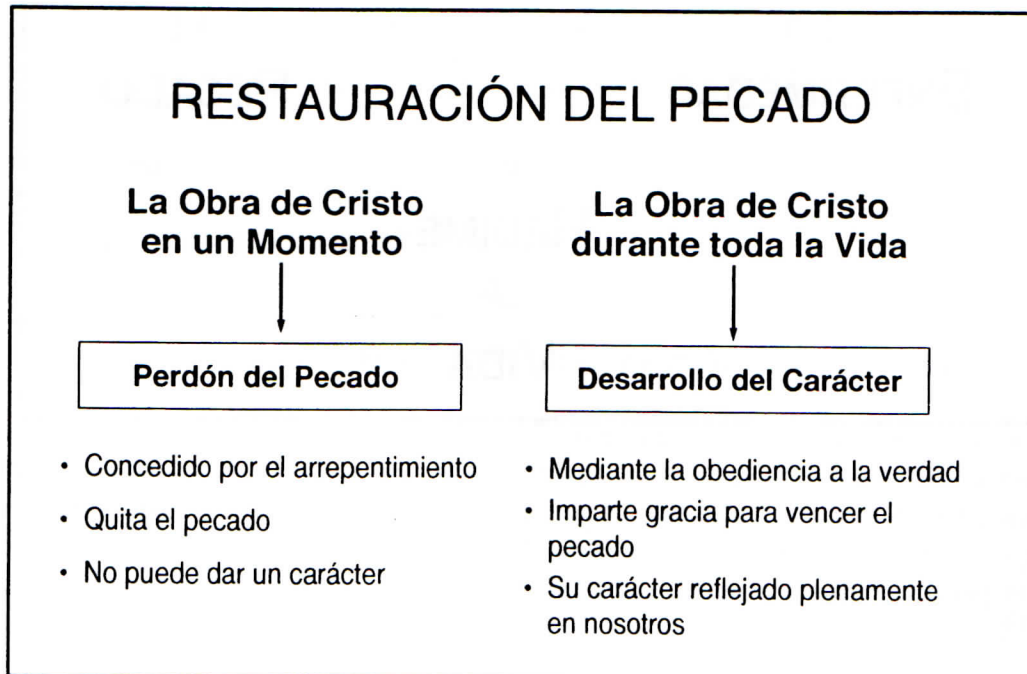 RESTAURACIÓN DEL PECADO
La Obra de Cristo
en un Momento
Perdón del Pecado
• Concedido por el arrepentimiento
• Quita el pecado
• No puede dar un carácter
La Obra de Cristo
durante toda la Vida
Desarrollo del Carácter
• Mediante la obediencia a la verdad
• Imparte gracia para vencer el
pecado
• Su carácter reflejado plenamente
en nosotros